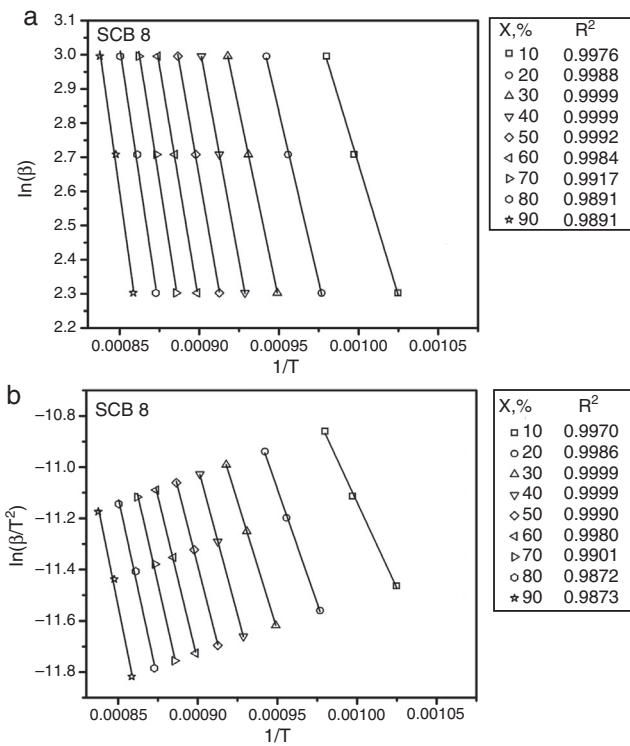 a
SCB 8
3.1
3.0
2.9
2.8
2.7
2.6
2.5
2.4
2.3
2.2
ln(β)
0.00085 0.00090 0.00095 0.00100 0.00105
1/T
X,% R²
10 0.9976
20 0.9988
30 0.9999
40 0.9999
50 0.9992
60 0.9984
70 0.9917
80 0.9891
90 0.9891
b
SCB 8
−10.8
−11.0
−11.2
−11.4
−11.6
−11.8
ln(β/T²)
0.00085 0.00090 0.00095 0.00100 0.00105
1/T
X,% R²
10 0.9970
20 0.9986
30 0.9999
40 0.9999
50 0.9990
60 0.9980
70 0.9901
80 0.9872
90 0.9873